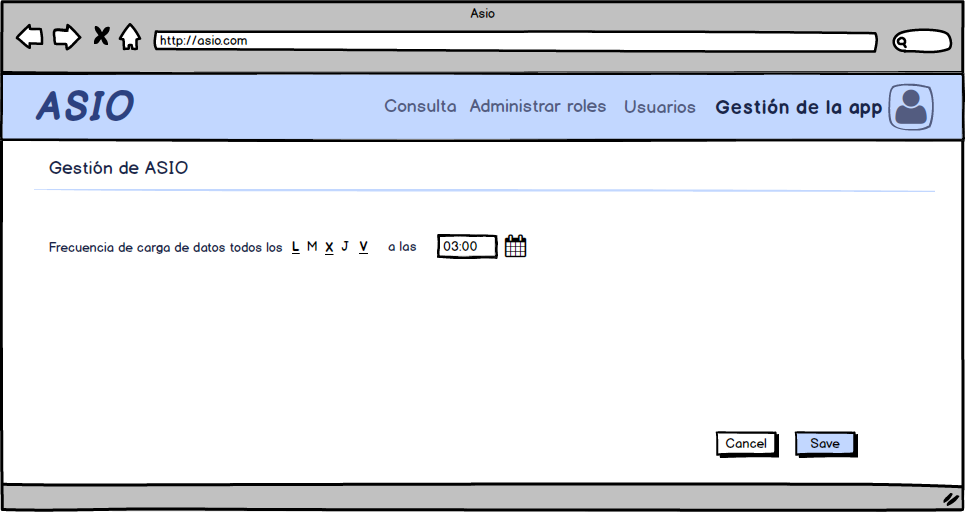 Asio
http://asio.com
ASIO Consulta Administrar roles Usuarios Gestión de la app
Gestión de ASIO
Frecuencia de carga de datos todos los L M X J V a las 03:00
Cancel Save